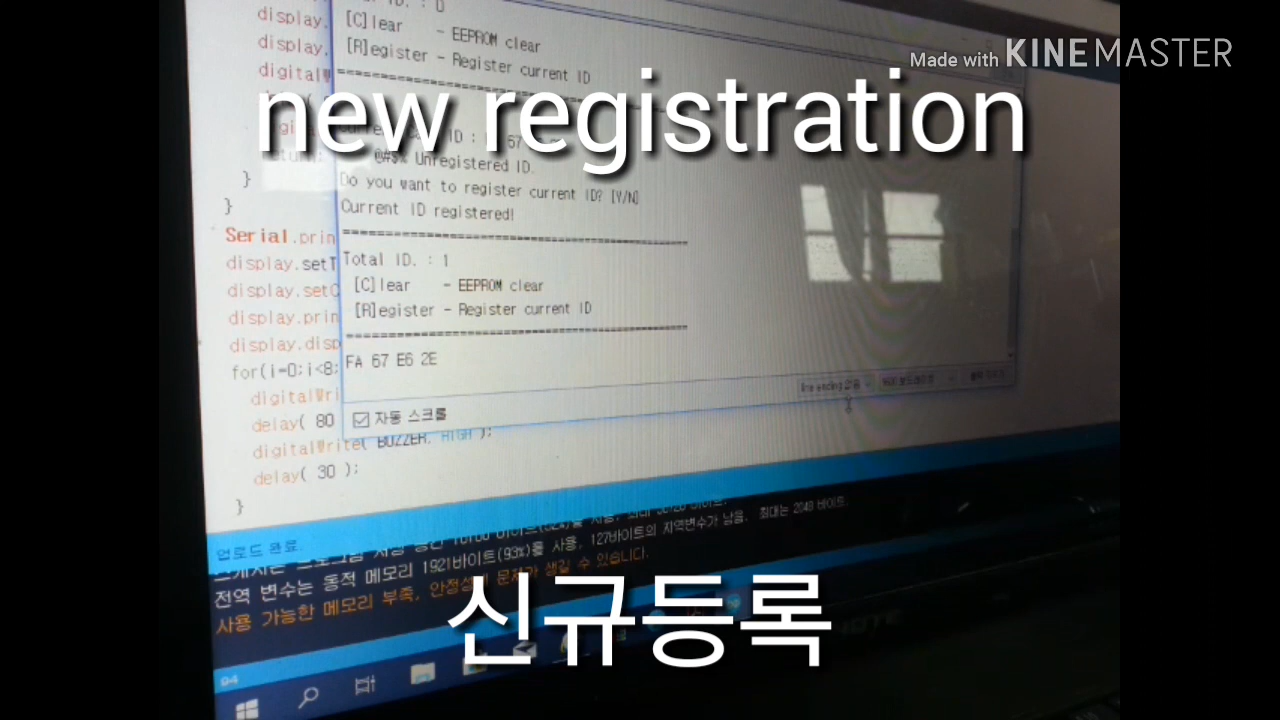 Made with KINEMASTER
new registration
신규등록
display.
[C]lear - EEPROM clear
display.
[R]egister - Register current ID
@#$% Unregistered ID.
Do you want to register current ID? [Y/N]
Current ID registered!
}
}
Serial.prin
display.setT
Total ID. : 1
display.setC
[C]lear - EEPROM clear
display.prin
[R]egister - Register current ID
display.disp
for(i=0;i<8;
FA 67 E6 2E
digitalWri
delay( 80
자동 스크롤
digitalWrite( BUZZER, HIGH );
delay( 30 );
}
line ending 없음
업로드 완료.
전역 변수는 동적 메모리 1921바이트(93%)를 사용, 127바이트의 지역변수가 남음. 최대는 2048 바이트.
사용 가능한 메모리 부족, 안정성에 문제가 생길 수 있습니다.
94